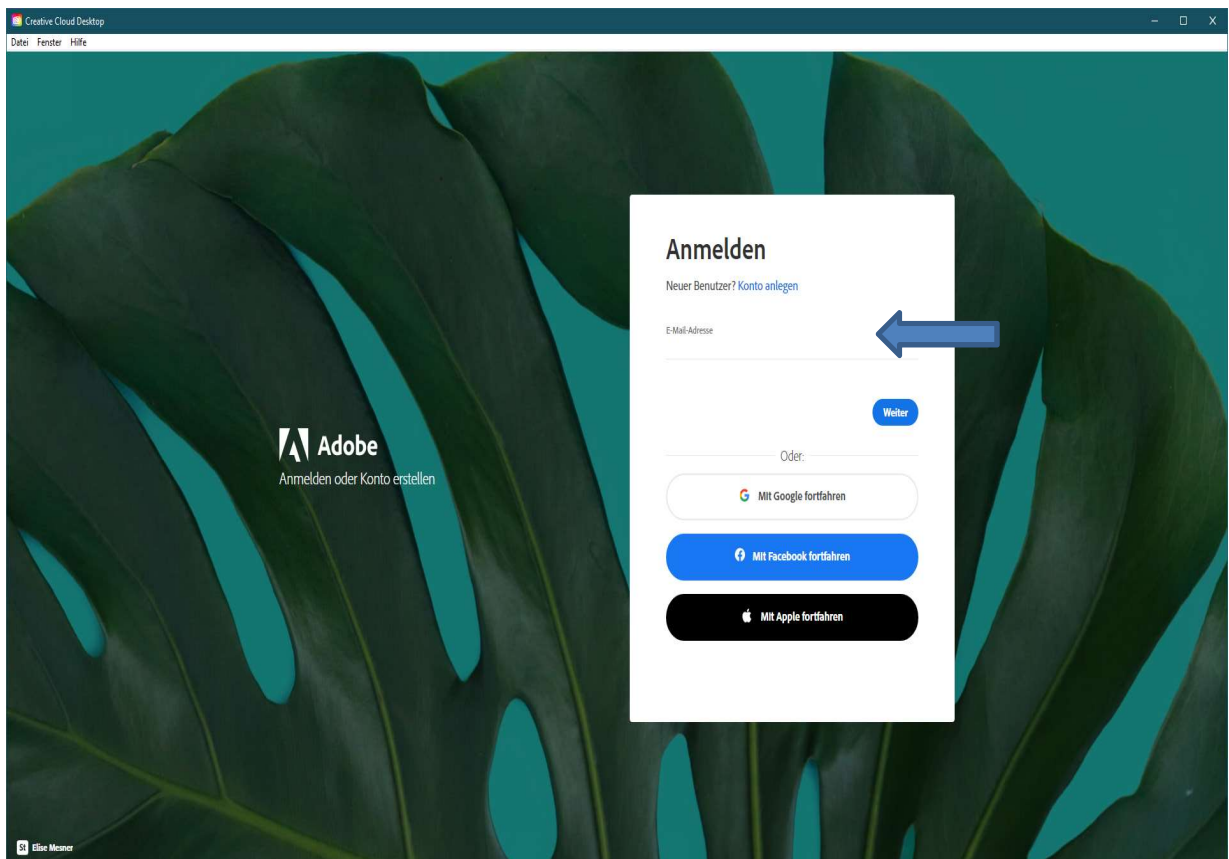 Creative Cloud Desktop
Datei Fenster Hilfe
Adobe
Anmelden oder Konto erstellen
Anmelden
Neuer Benutzer? Konto anlegen
E-Mail-Adresse
Weiter
Oder:
Mit Google fortfahren
Mit Facebook fortfahren
Mit Apple fortfahren
St Elise Mesner